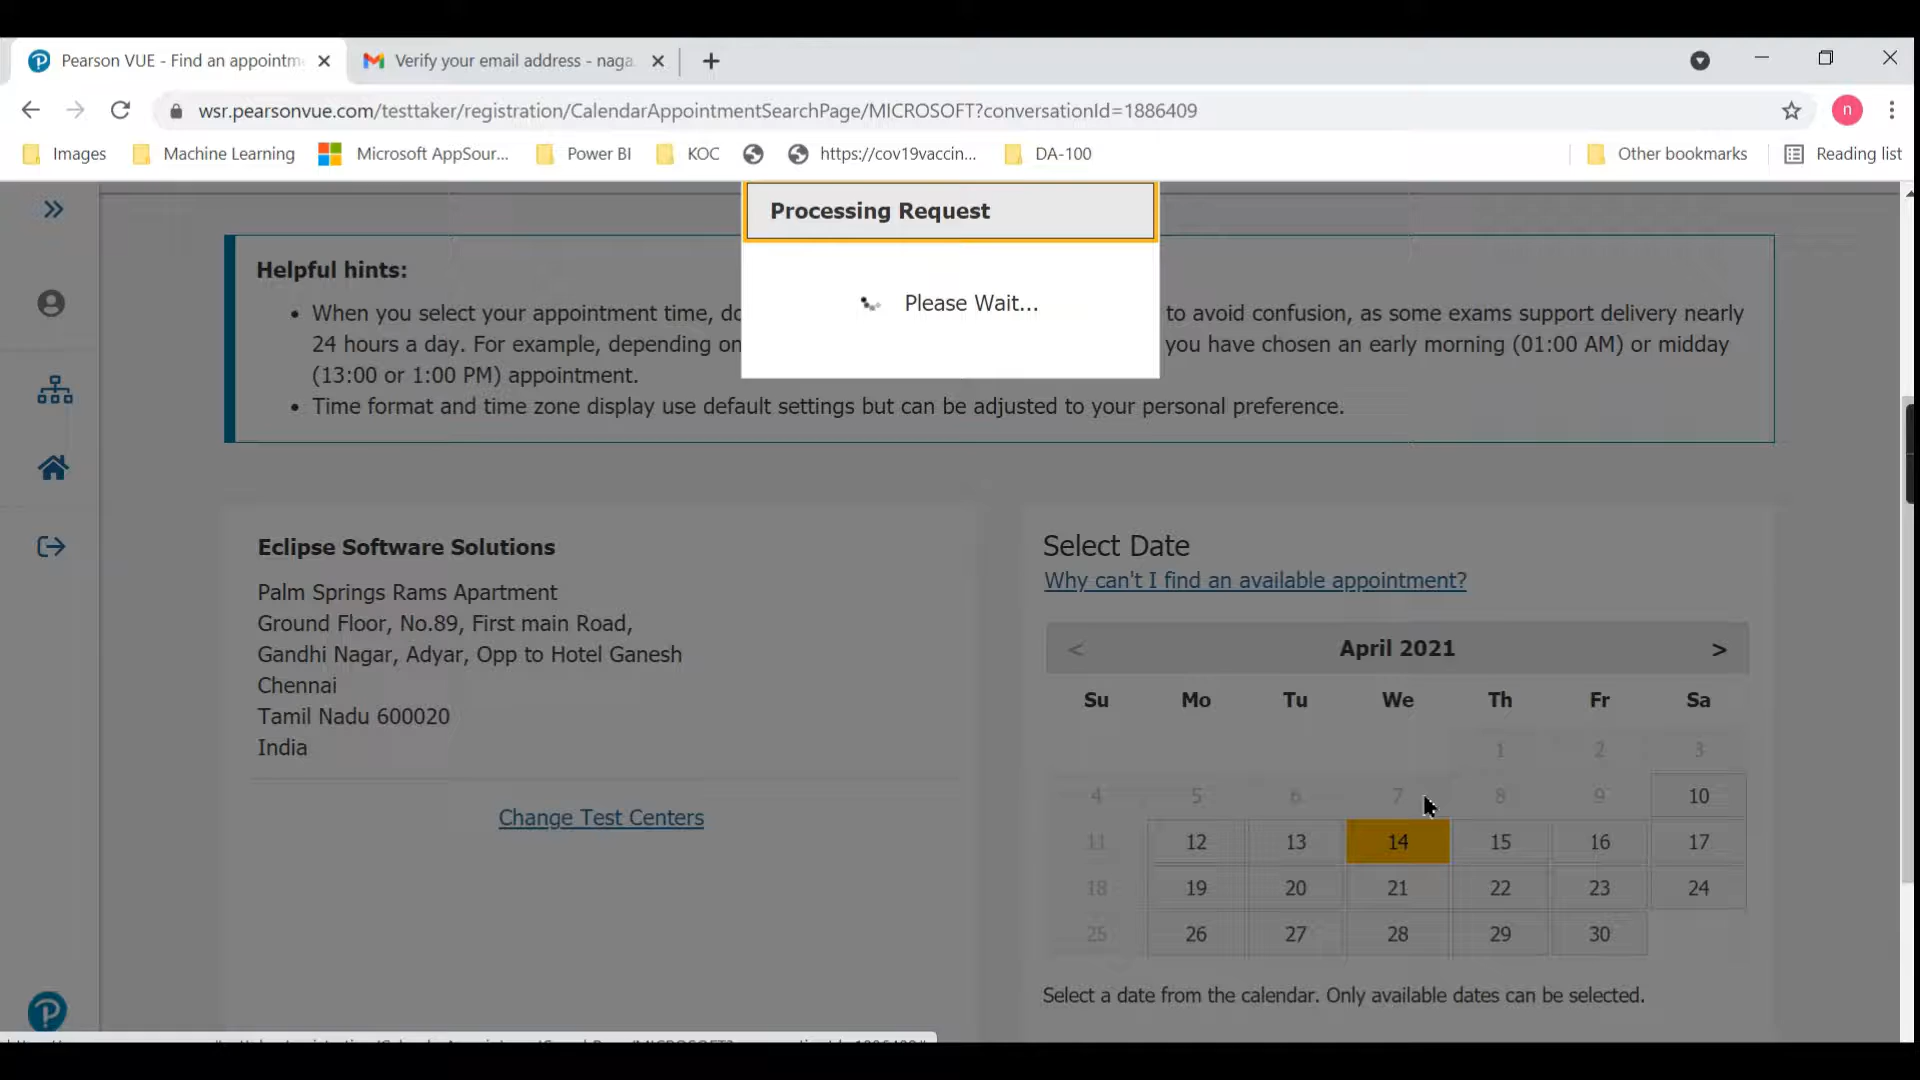 Pearson VUE - Find an appointm
Verify your email address - naga
wsr.pearsonvue.com/testtaker/registration/CalendarAppointmentSearchPage/MICROSOFT?conversationId=1886409
n
Images
Machine Learning
Microsoft AppSour...
Power BI
KOC
https://cov19vaccin...
DA-100
Other bookmarks
Reading list
Processing Request
Please Wait...
Helpful hints:
When you select your appointment time, do
to avoid confusion, as some exams support delivery nearly
24 hours a day. For example, depending on
you have chosen an early morning (01:00 AM) or midday
(13:00 or 1:00 PM) appointment.
Time format and time zone display use default settings but can be adjusted to your personal preference.
Eclipse Software Solutions
Palm Springs Rams Apartment
Ground Floor, No.89, First main Road,
Gandhi Nagar, Adyar, Opp to Hotel Ganesh
Chennai
Tamil Nadu 600020
India
Change Test Centers
Select Date
Why can't I find an available appointment?
< April 2021 >
Su Mo Tu We Th Fr Sa
1 2 3
4 5 6 7 8 9 10
11 12 13 14 15 16 17
18 19 20 21 22 23 24
25 26 27 28 29 30
Select a date from the calendar. Only available dates can be selected.